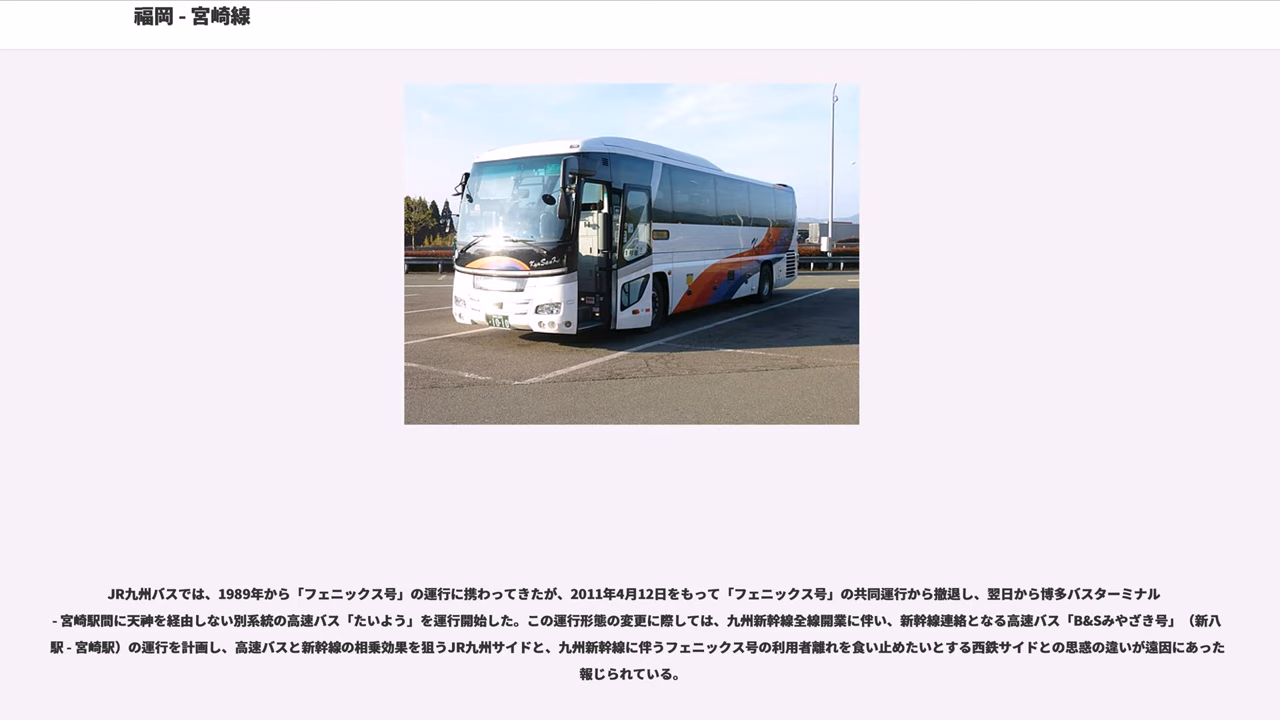 福岡 - 宮崎線
KyuSanKo
JR九州バスでは、1989年から「フェニックス号」の運行に携わってきたが、2011年4月12日をもって「フェニックス号」の共同運行から撤退し、翌日から博多バスターミナル
- 宮崎駅間に天神を経由しない別系統の高速バス「たいよう」を運行開始した。この運行形態の変更に際しては、九州新幹線全線開業に伴い、新幹線連絡となる高速バス「B&Sみやざき号」（新八
駅 - 宮崎駅）の運行を計画し、高速バスと新幹線の相乗効果を狙うJR九州サイドと、九州新幹線に伴うフェニックス号の利用者離れを食い止めたいとする西鉄サイドとの思惑の違いが遠因にあった
報じられている。